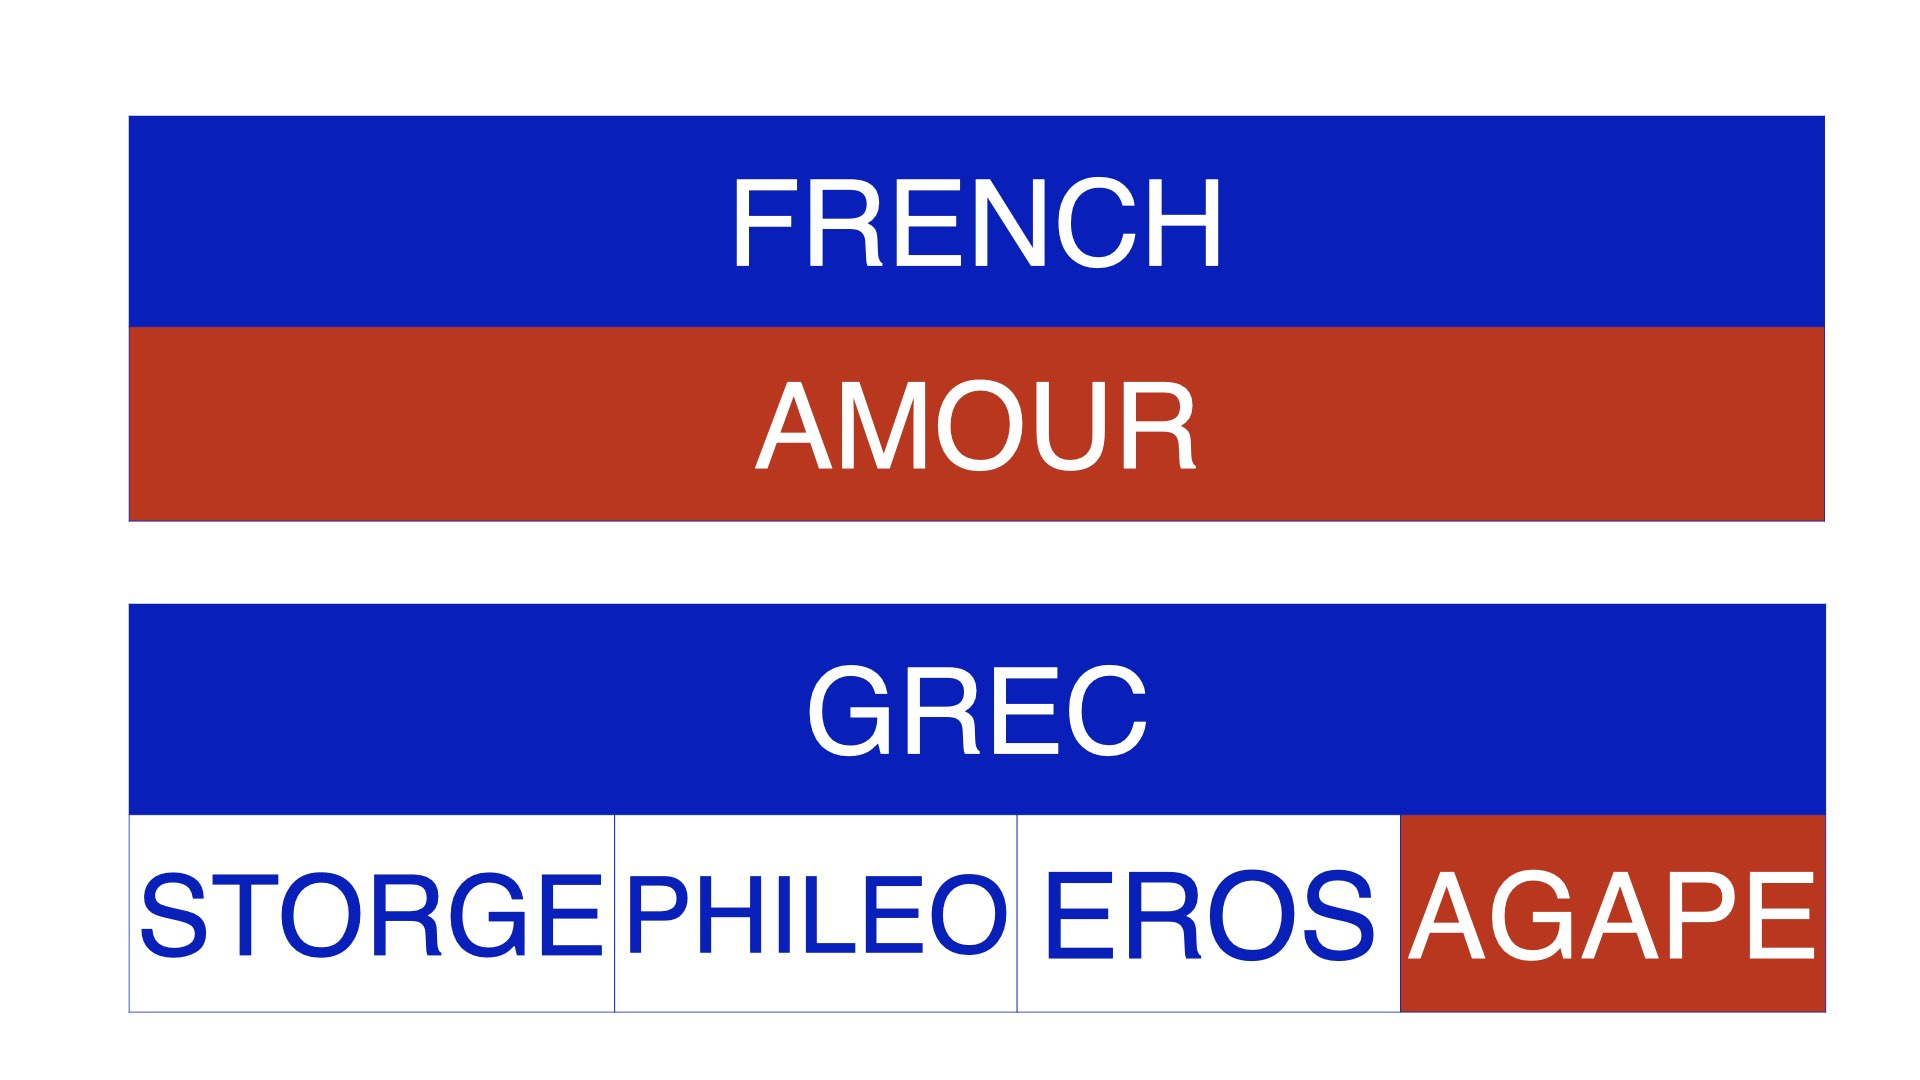 FRENCH
AMOUR
GREC
STORGE PHILEO EROS AGAPE